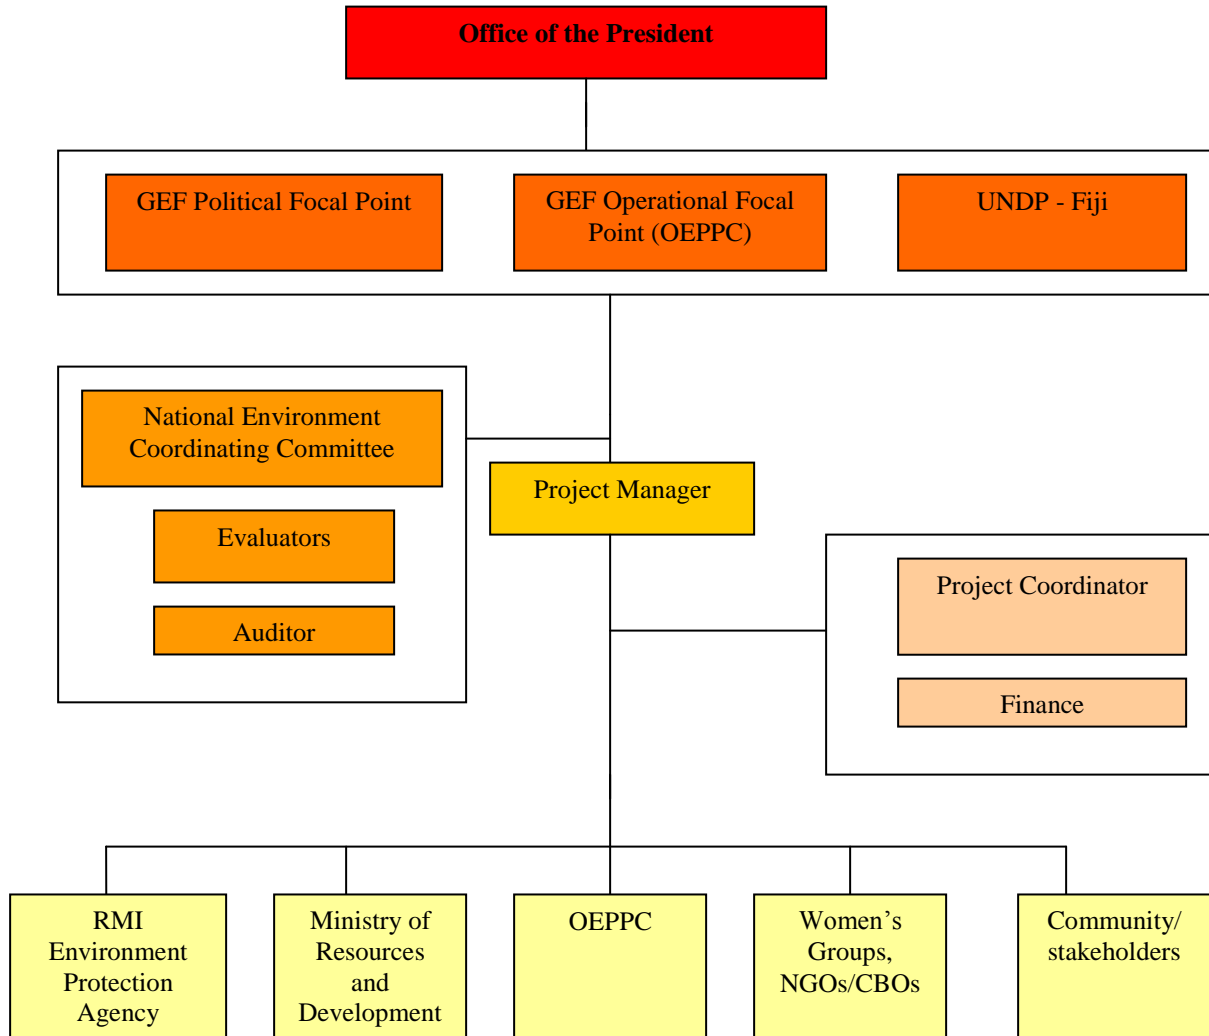 Office of the President
GEF Political Focal Point
GEF Operational Focal
Point (OEPPC)
UNDP - Fiji
National Environment
Coordinating Committee
Evaluators
Auditor
Project Manager
Project Coordinator
Finance
RMI
Environment
Protection
Agency
Ministry of
Resources
and
Development
OEPPC
Women’s
Groups,
NGOs/CBOs
Community/
stakeholders